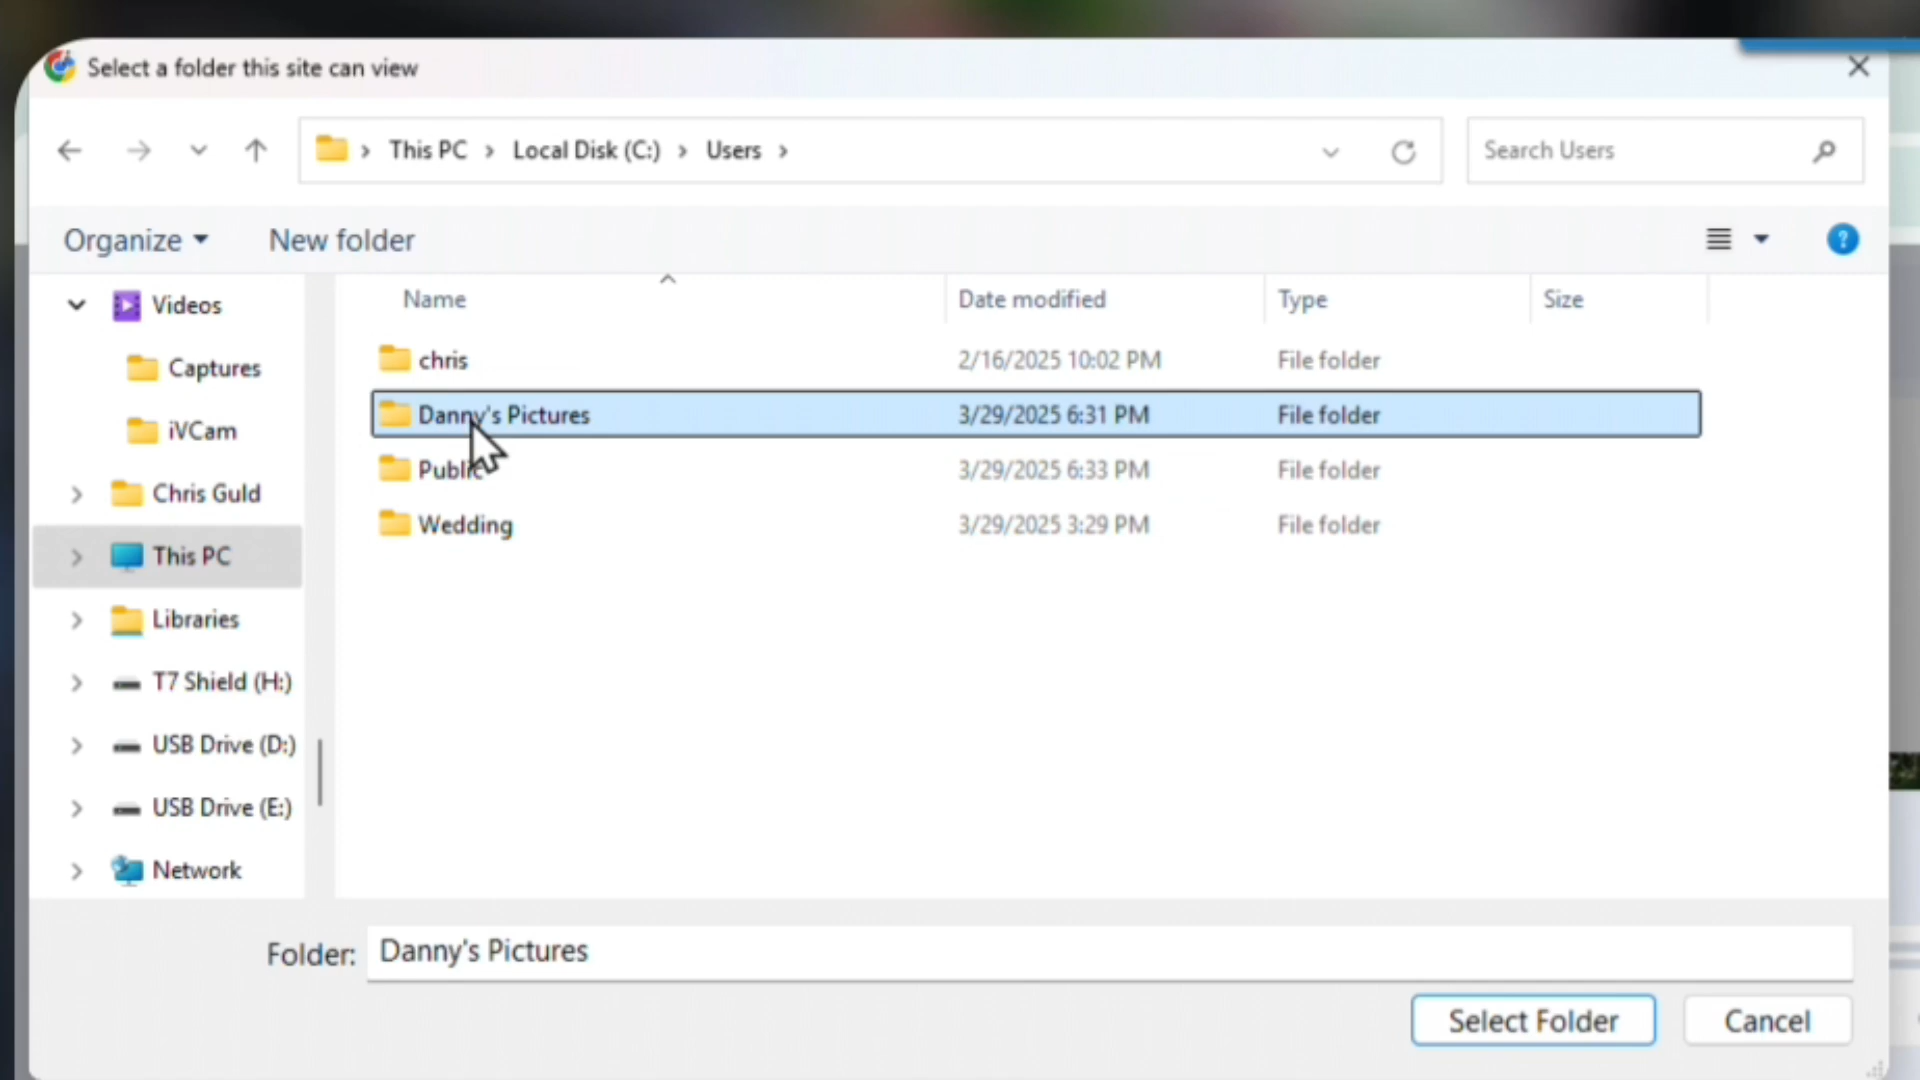 Select a folder this site can view
This PC Local Disk (C:) Users
Search Users
Organize New folder
?
Name Date modified Type Size
Videos
Captures
iVCam
Chris Guld
This PC
Libraries
T7 Shield (H:)
USB Drive (D:)
USB Drive (E:)
Network
chris 2/16/2025 10:02 PM File folder
Danny's Pictures 3/29/2025 6:31 PM File folder
Public 3/29/2025 6:33 PM File folder
Wedding 3/29/2025 3:29 PM File folder
Folder: Danny's Pictures
Select Folder Cancel